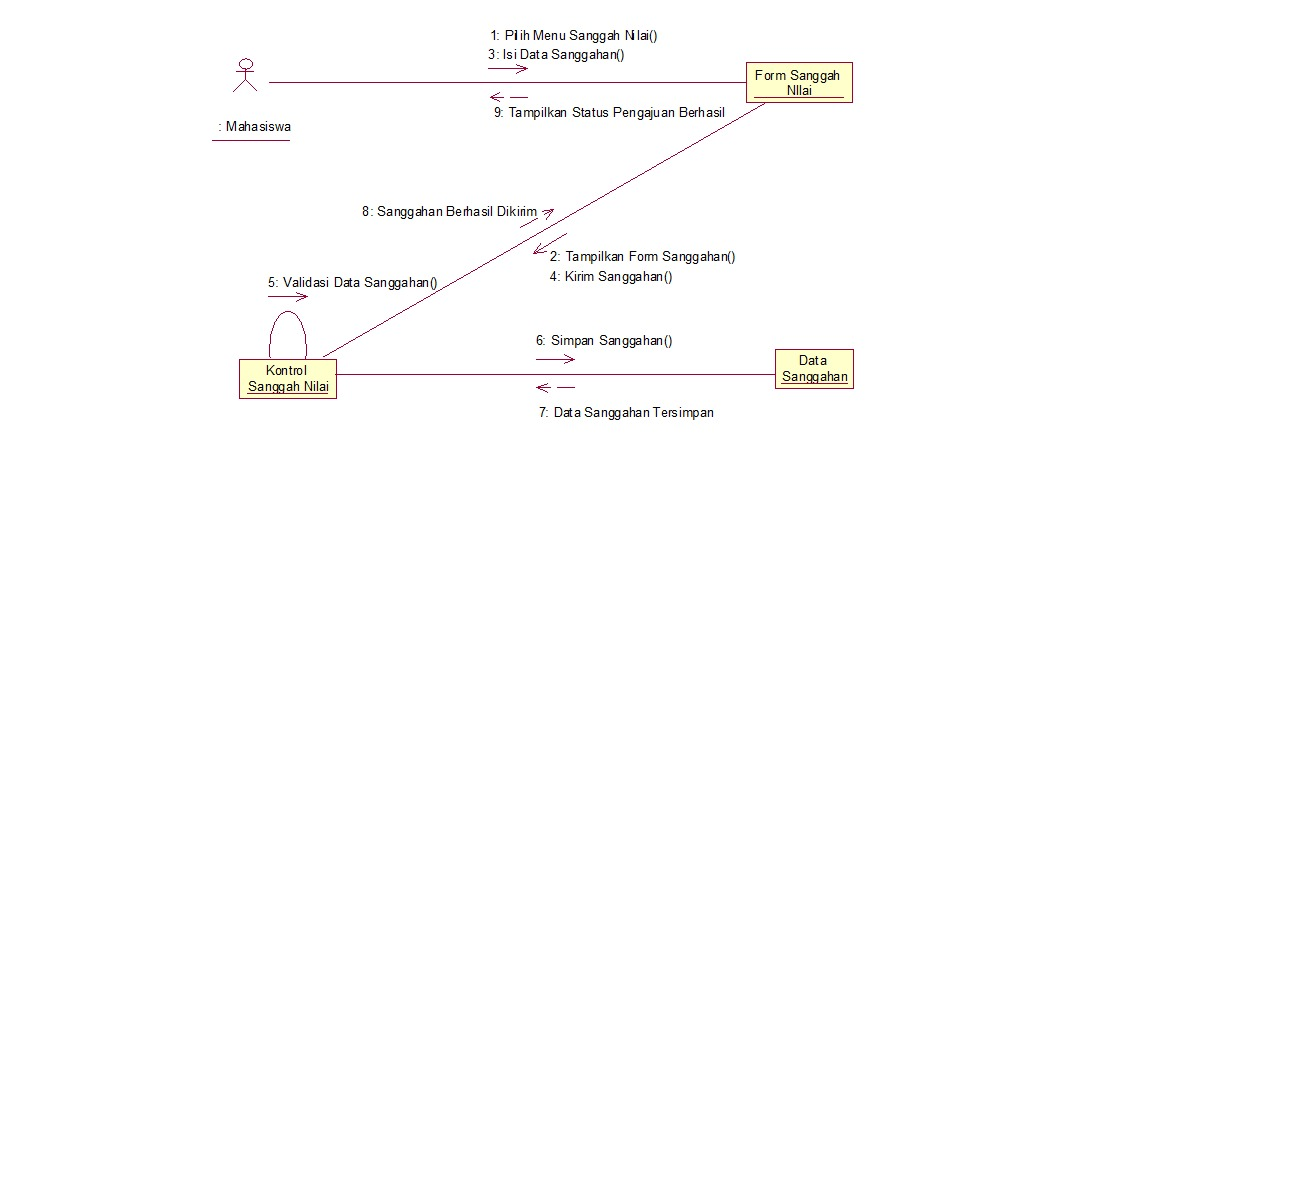 1: Pilih Menu Sanggah Nilai()
3: Isi Data Sanggahan()
Form Sanggah
NIlai
9: Tampilkan Status Pengajuan Berhasil
: Mahasiswa
8: Sanggahan Berhasil Dikirim
2: Tampilkan Form Sanggahan()
4: Kirim Sanggahan()
5: Validasi Data Sanggahan()
6: Simpan Sanggahan()
Kontrol
Sanggah Nilai
Data
Sanggahan
7: Data Sanggahan Tersimpan